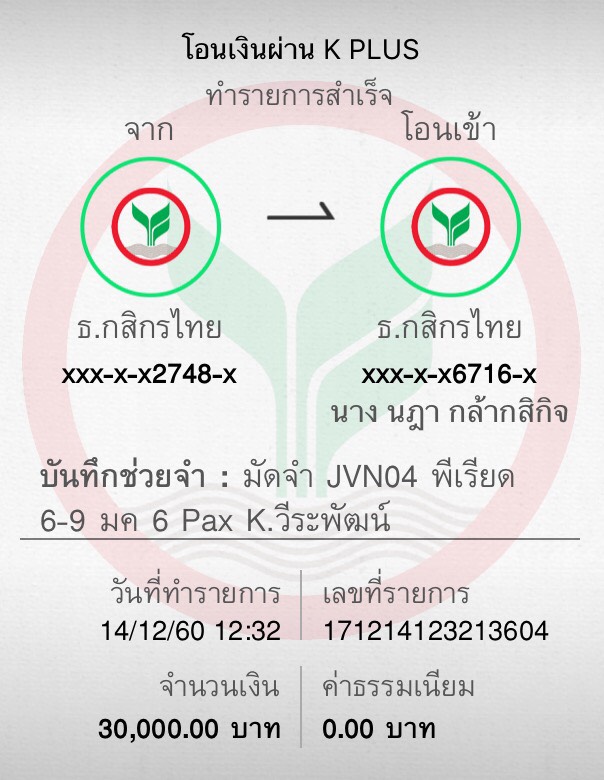 โอนเงินผ่าน K PLUS
ทำรายการสำเร็จ
จาก
โอนเข้า
ธ.กสิกรไทย
ธ.กสิกรไทย
xxx-x-x2748-x
xxx-x-x6716-x
นาง นฎา กล้ากสิกิจ
บันทึกช่วยจำ : มัดจำ JVN04 พีเรียด
6-9 มค 6 Pax K.วีระพัฒน์
วันที่ทำรายการ
เลขที่รายการ
14/12/60 12:32
171214123213604
จำนวนเงิน
ค่าธรรมเนียม
30,000.00 บาท
0.00 บาท